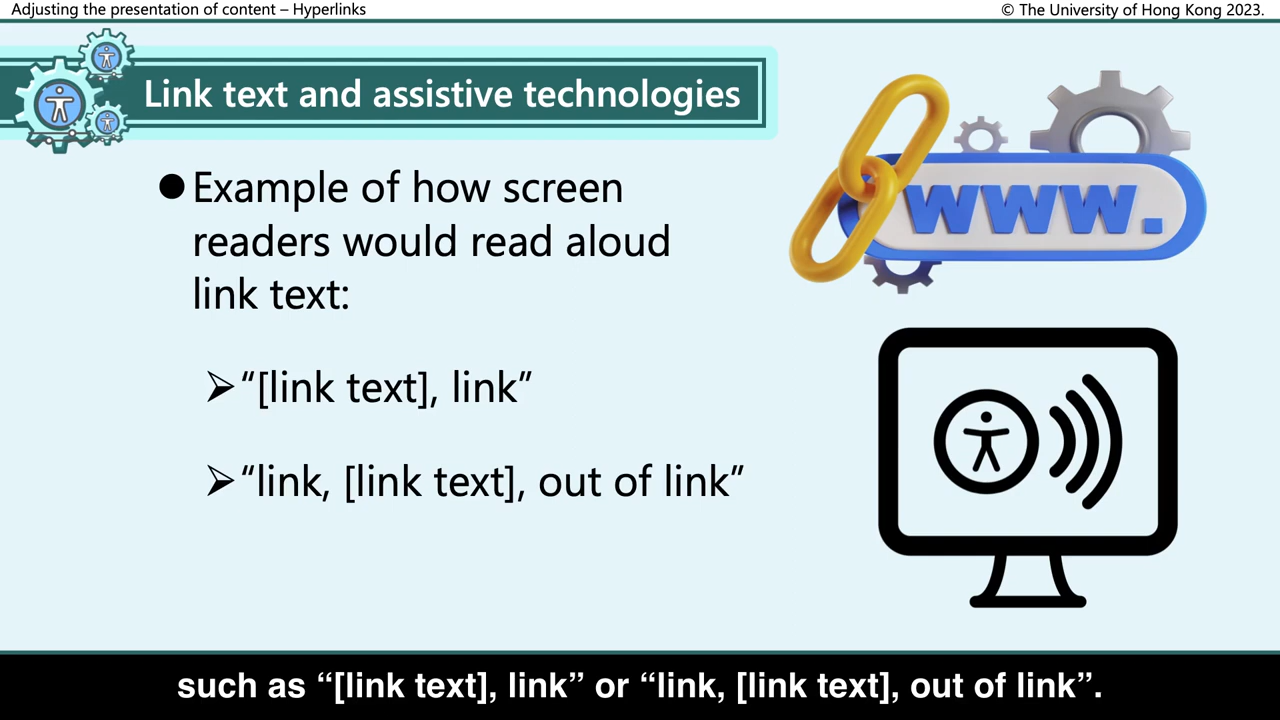 Adjusting the presentation of content – Hyperlinks
© The University of Hong Kong 2023.
Link text and assistive technologies
●Example of how screen
readers would read aloud
link text:
➢“[link text], link”
➢“link, [link text], out of link”
www.
such as “[link text], link” or “link, [link text], out of link”.